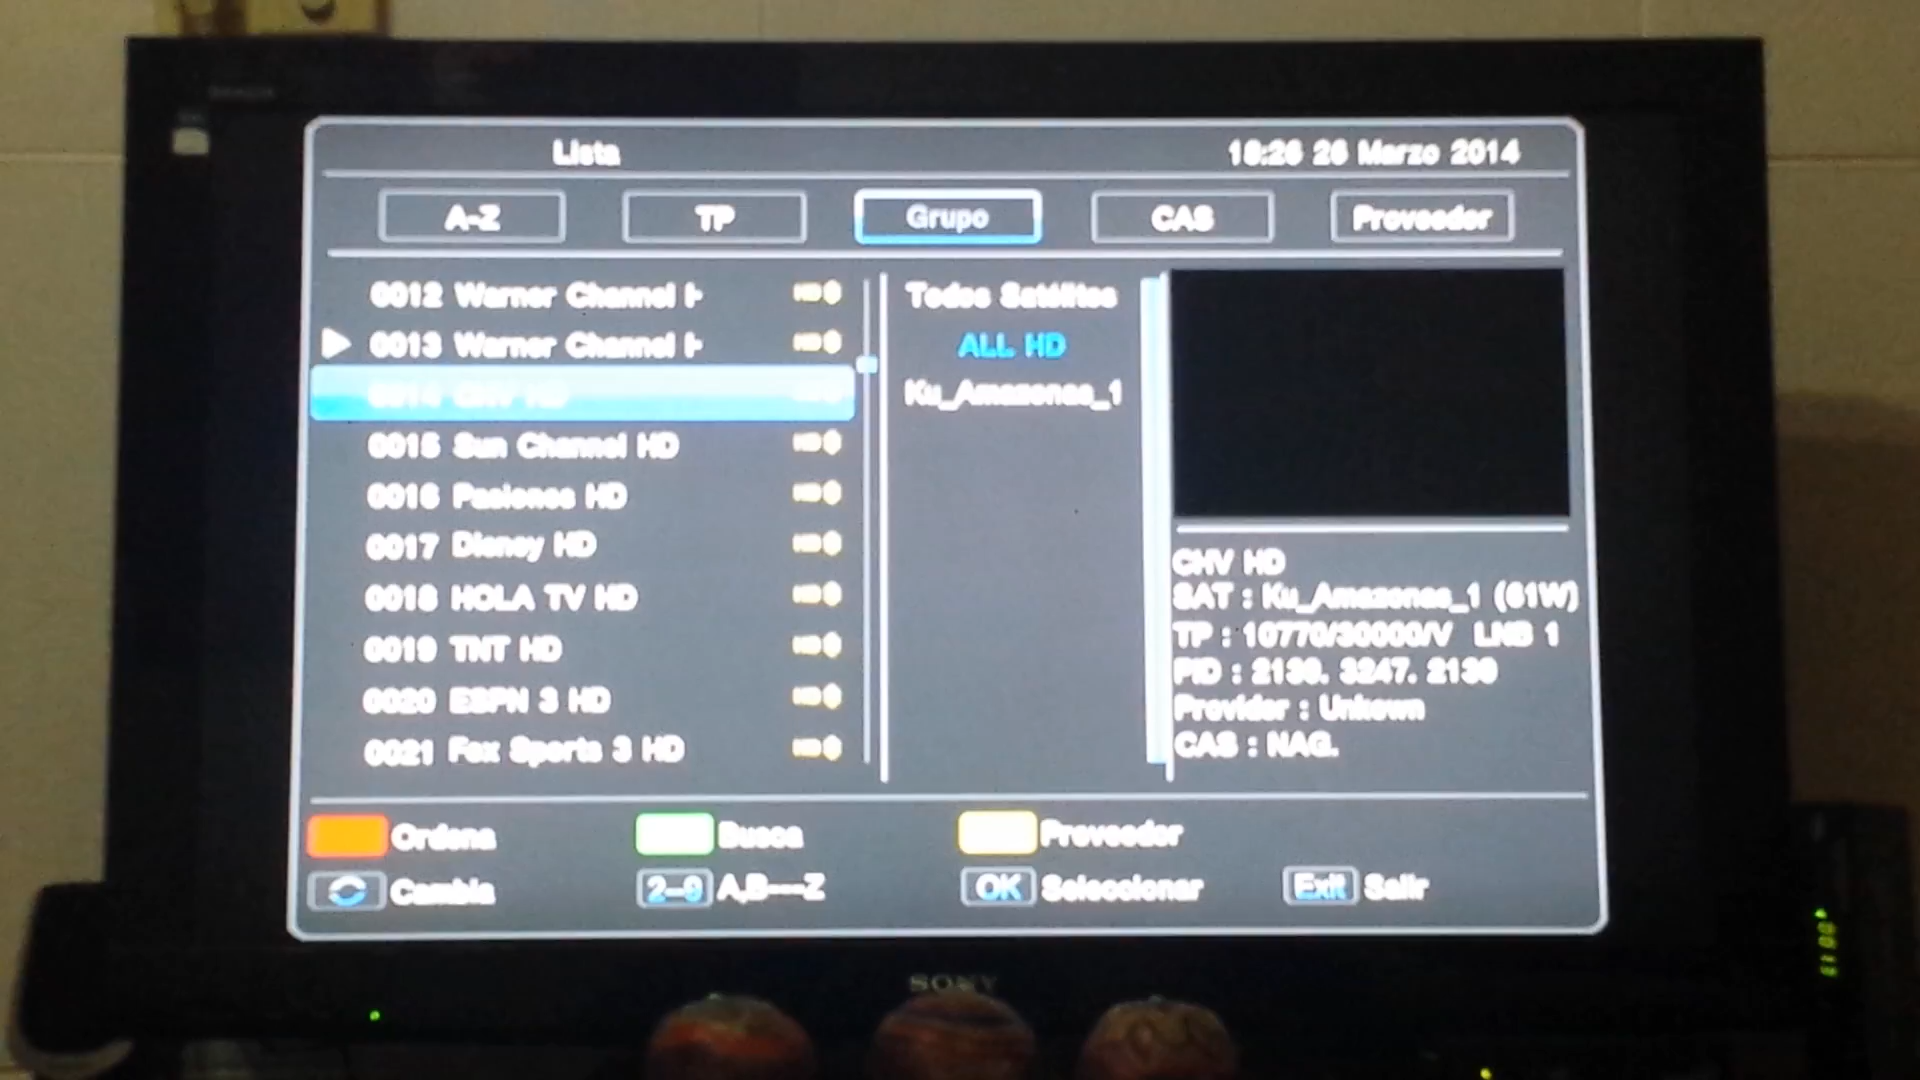 Lista
18:26 26 Marzo 2014
A-Z
TP
Grupo
CAS
Proveedor
0012 Warner Channel H
0013 Warner Channel H
0014 CHV HD
0015 Sun Channel HD
0016 Pasiones HD
0017 Disney HD
0018 HOLA TV HD
0019 TNT HD
0020 ESPN 3 HD
0021 Fox Sports 3 HD
Todos Satélites
ALL HD
Ku_Amazonas_1
CHV HD
SAT : Ku_Amazonas_1 (61W)
TP : 10770/30000/V LNB 1
PID :
Provider : Unkown
CAS : NAG.
Ordena
Busca
Proveedor
Cambia
2-9 A,B---Z
OK Seleccionar
Exit Salir
SONY